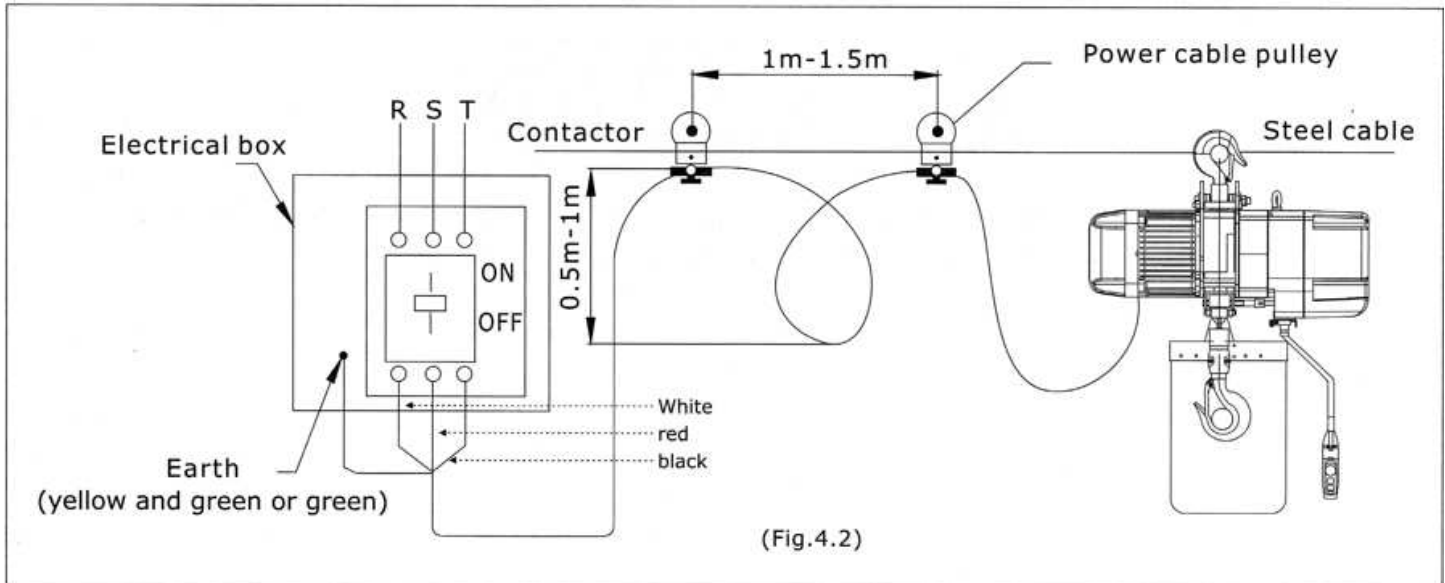 1m-1.5m
Power cable pulley
R S T
Contactor
Steel cable
Electrical box
0.5m-1m
ON
OFF
White
red
black
Earth
(yellow and green or green)
(Fig.4.2)